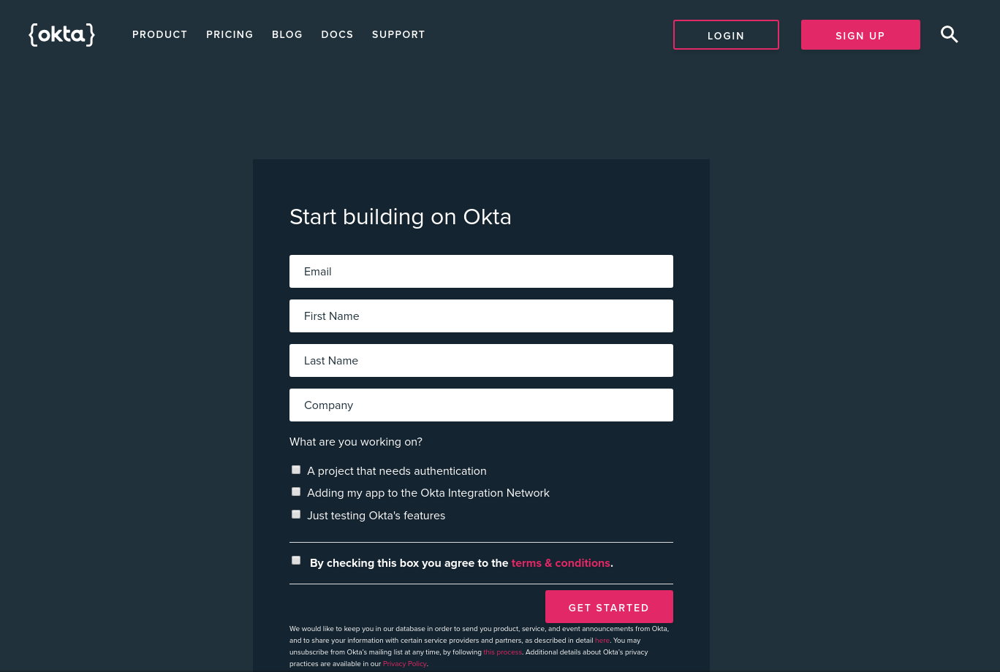 {okta}
PRODUCT PRICING BLOG DOCS SUPPORT LOGIN SIGN UP
Start building on Okta
Email
First Name
Last Name
Company
What are you working on?
A project that needs authentication
Adding my app to the Okta Integration Network
Just testing Okta's features
By checking this box you agree to the terms & conditions.
GET STARTED
We would like to keep you in our database in order to send you product, service, and event announcements from Okta,
and to share your information with certain service providers and partners, as described in detail here. You may
unsubscribe from Okta's mailing list at any time, by following this process. Additional details about Okta's privacy
practices are available in our Privacy Policy.